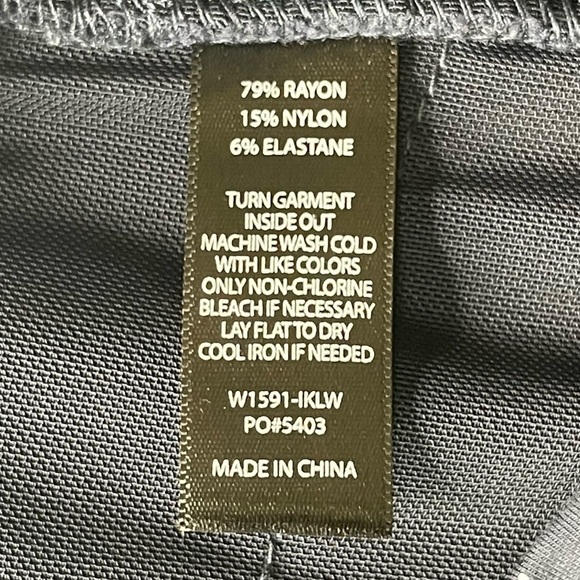 79% RAYON
15% NYLON
6% ELASTANE
TURN GARMENT
INSIDE OUT
MACHINE WASH COLD
WITH LIKE COLORS
ONLY NON-CHLORINE
BLEACH IF NECESSARY
LAY FLAT TO DRY
COOL IRON IF NEEDED
W1591-IKLW
PO#5403
MADE IN CHINA